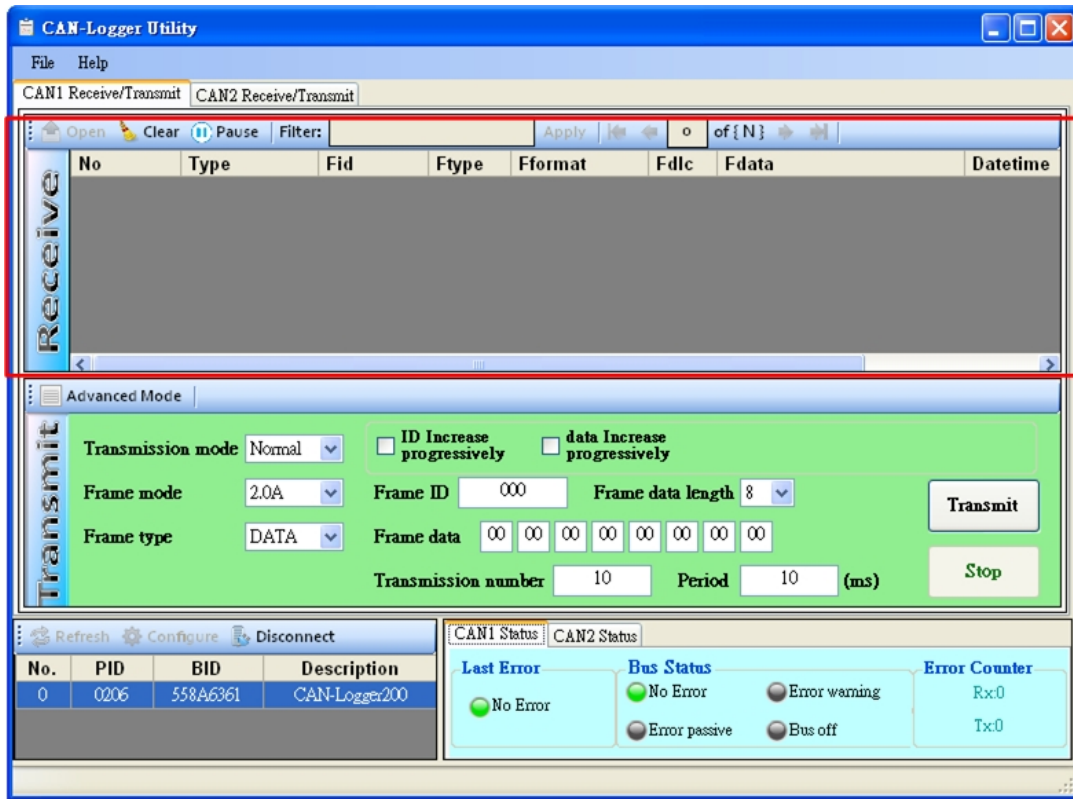 CAN-Logger Utility
File Help
CAN1 Receive/Transmit CAN2 Receive/Transmit
Open Clear Pause Filter: Apply 0 of{N}
Receive
No Type Fid Ftype Fformat Fdlc Fdata Datetime
Advanced Mode
Transmit
Transmission mode Normal ID Increase progressively data Increase progressively
Frame mode 2.0A Frame ID 000 Frame data length 8
Frame type DATA Frame data 00 00 00 00 00 00 00 00
Transmission number 10 Period 10 (ms)
Transmit
Stop
Refresh Configure Disconnect
No. PID BID Description
0 0206 558A6361 CAN-Logger200
CAN1 Status CAN2 Status
Last Error
No Error
Bus Status
No Error Error warning
Error passive Bus off
Error Counter
Rx:0
Tx:0